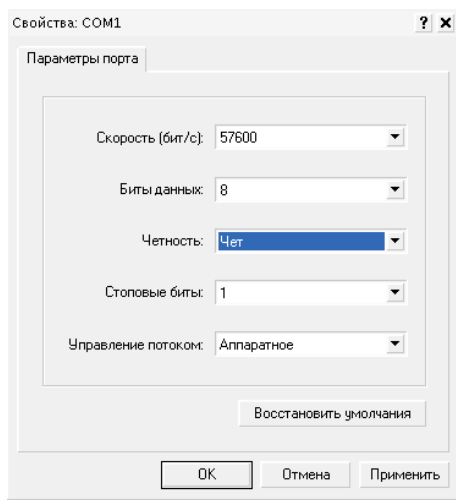 Свойства: COM1
Параметры порта
Скорость (бит/с): 57600
Биты данных: 8
Четность: Чет
Стоповые биты: 1
Управление потоком: Аппаратное
Восстановить умолчания
OK Отмена Применить